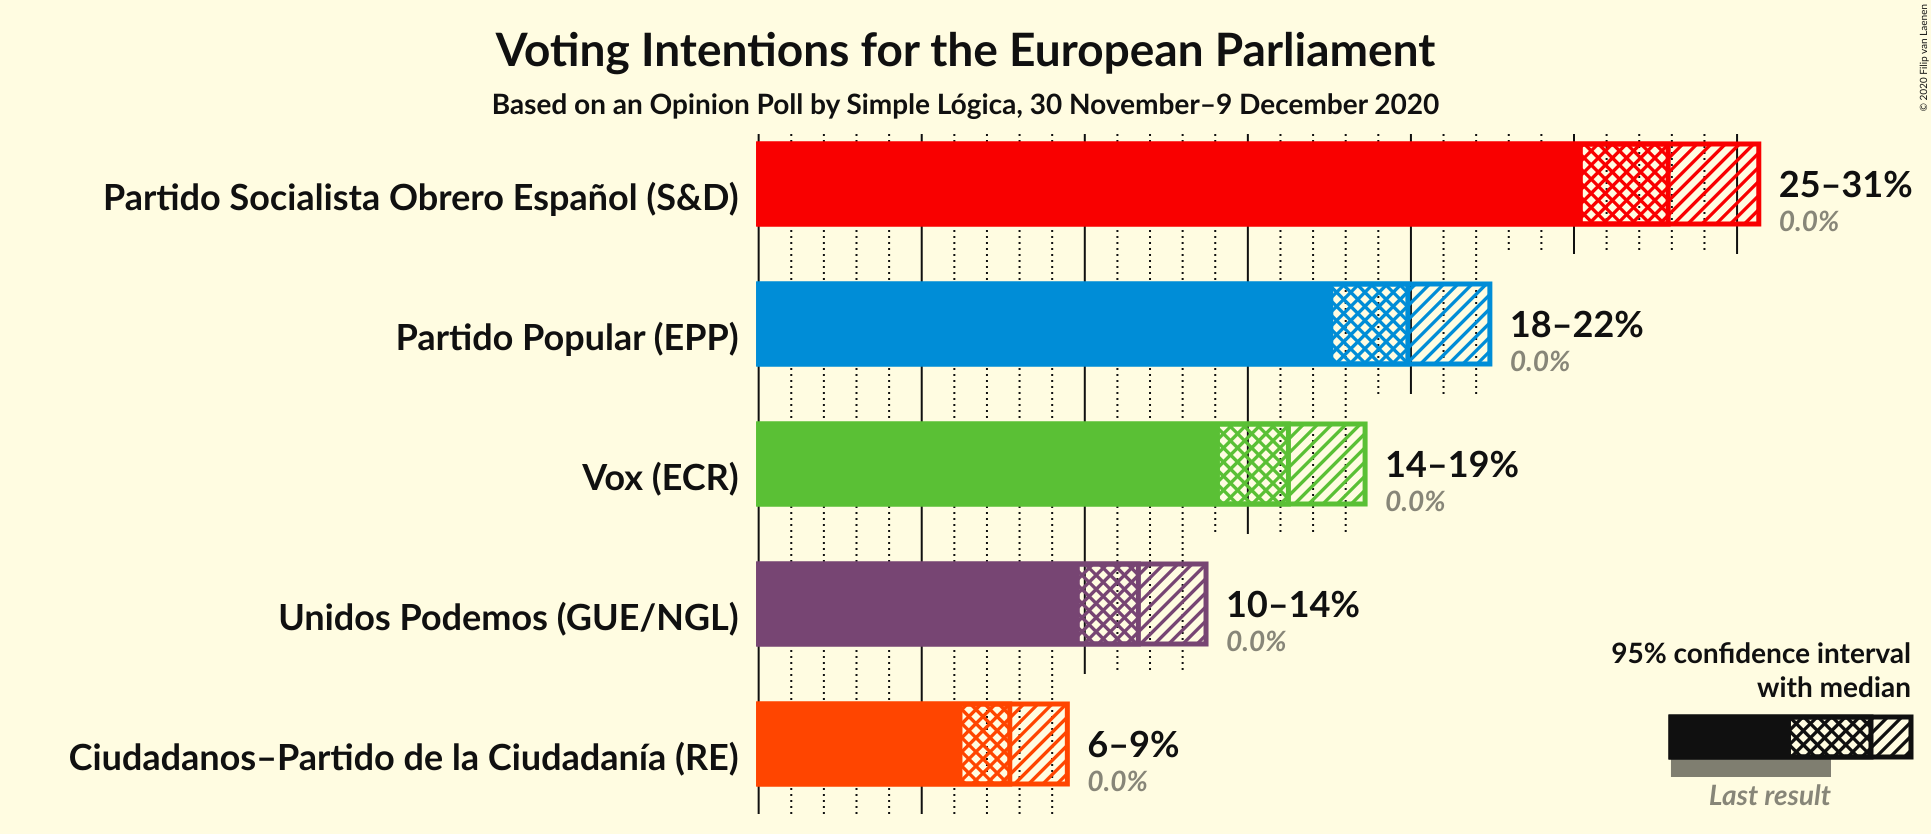 Voting Intentions for the European Parliament
Based on an Opinion Poll by Simple Lógica, 30 November–9 December 2020
© 2020 Filip van Laenen
Partido Socialista Obrero Español (S&D)
25–31%
0.0%
Partido Popular (EPP)
18–22%
0.0%
Vox (ECR)
14–19%
0.0%
Unidos Podemos (GUE/NGL)
10–14%
0.0%
Ciudadanos–Partido de la Ciudadanía (RE)
6–9%
0.0%
95% confidence interval
with median
Last result